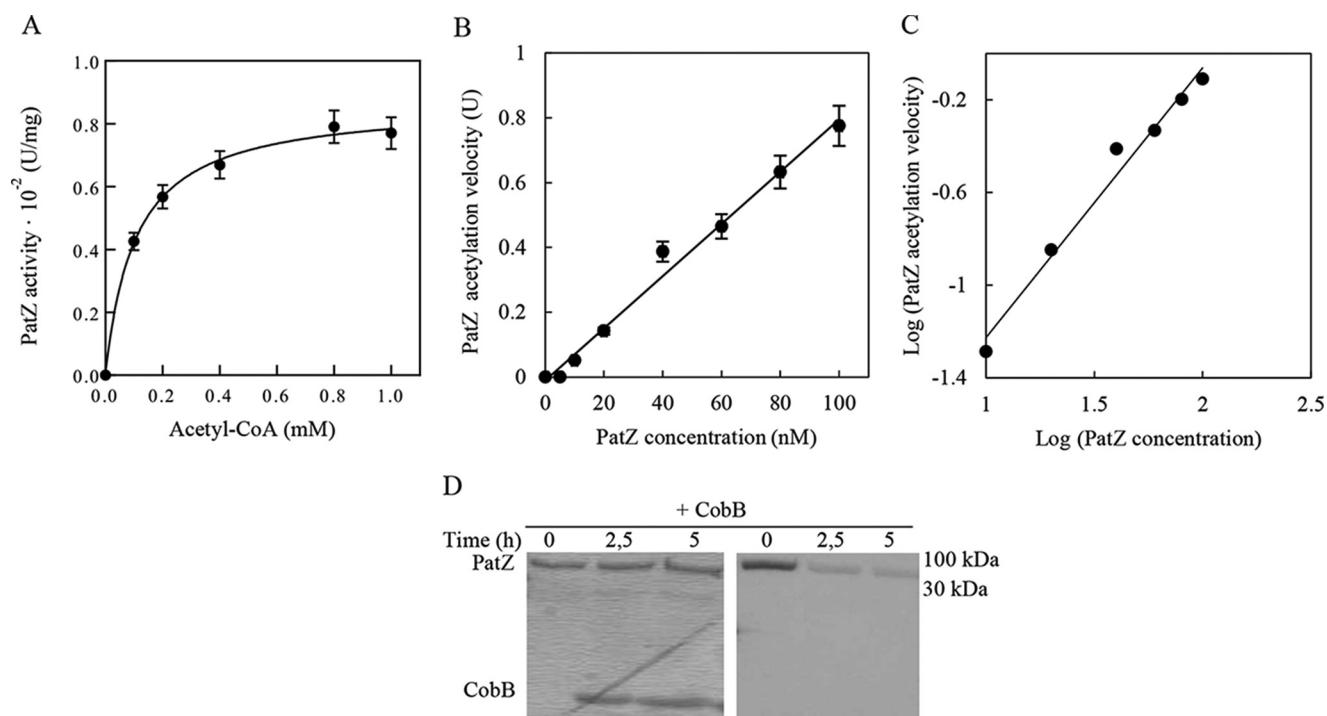 A
PatZ activity · 10⁻² (U/mg)
1.0
0.8
0.6
0.4
0.2
0.0
0.0 0.2 0.4 0.6 0.8 1.0
Acetyl-CoA (mM)
B
PatZ acetylation velocity (U)
1
0.8
0.6
0.4
0.2
0
0 20 40 60 80 100
PatZ concentration (nM)
C
Log (PatZ acetylation velocity)
-0.2
-0.6
-1
-1.4
1 1.5 2 2.5
Log (PatZ concentration)
D
+ CobB
Time (h) 0 2,5 5 0 2,5 5
PatZ 100 kDa
30 kDa
CobB